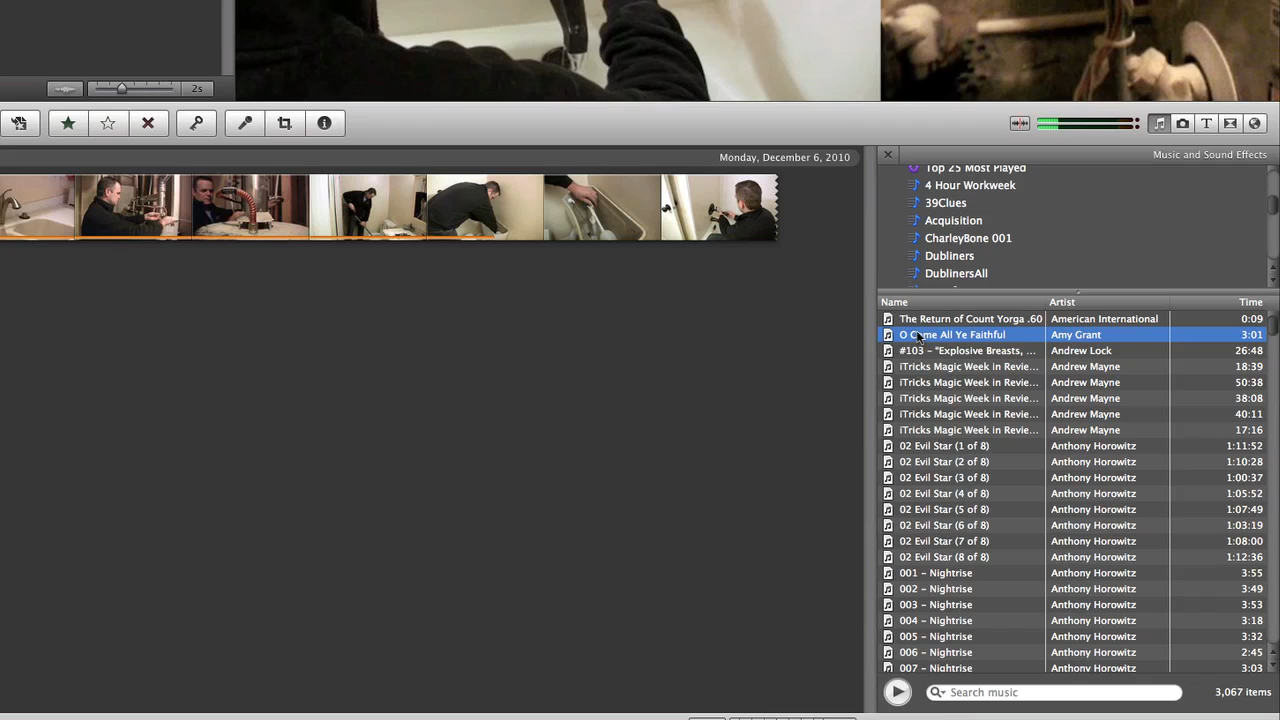 2s
Monday, December 6, 2010
Music and Sound Effects
Top 25 Most Played
4 Hour Workweek
39Clues
Acquisition
CharleyBone 001
Dubliners
DublinersAll
Name Artist Time
The Return of Count Yorga .60 American International 0:09
O Come All Ye Faithful Amy Grant 3:01
#103 – "Explosive Breasts, ... Andrew Lock 26:48
iTricks Magic Week in Revie... Andrew Mayne 18:39
iTricks Magic Week in Revie... Andrew Mayne 50:38
iTricks Magic Week in Revie... Andrew Mayne 38:08
iTricks Magic Week in Revie... Andrew Mayne 40:11
iTricks Magic Week in Revie... Andrew Mayne 17:16
02 Evil Star (1 of 8) Anthony Horowitz 1:11:52
02 Evil Star (2 of 8) Anthony Horowitz 1:10:28
02 Evil Star (3 of 8) Anthony Horowitz 1:00:37
02 Evil Star (4 of 8) Anthony Horowitz 1:05:52
02 Evil Star (5 of 8) Anthony Horowitz 1:07:49
02 Evil Star (6 of 8) Anthony Horowitz 1:03:19
02 Evil Star (7 of 8) Anthony Horowitz 1:08:00
02 Evil Star (8 of 8) Anthony Horowitz 1:12:36
001 – Nightrise Anthony Horowitz 3:55
002 – Nightrise Anthony Horowitz 3:49
003 – Nightrise Anthony Horowitz 3:53
004 – Nightrise Anthony Horowitz 3:18
005 – Nightrise Anthony Horowitz 3:32
006 – Nightrise Anthony Horowitz 2:45
007 – Nightrise Anthony Horowitz 3:03
Search music 3,067 items